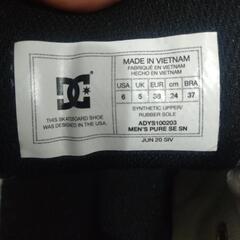 DC
THIS SKATEBOARD SHOE
WAS DESIGNED IN THE USA.
MADE IN VIETNAM
FABRIQUÉ EN VIETNAM
HECHO EN VIETNAM
USA UK EUR cm BRA
6 5 38 24 37
SYNTHETIC UPPER/
RUBBER SOLE
ADYS100203
MEN'S PURE SE SN
JUN 20 SIV